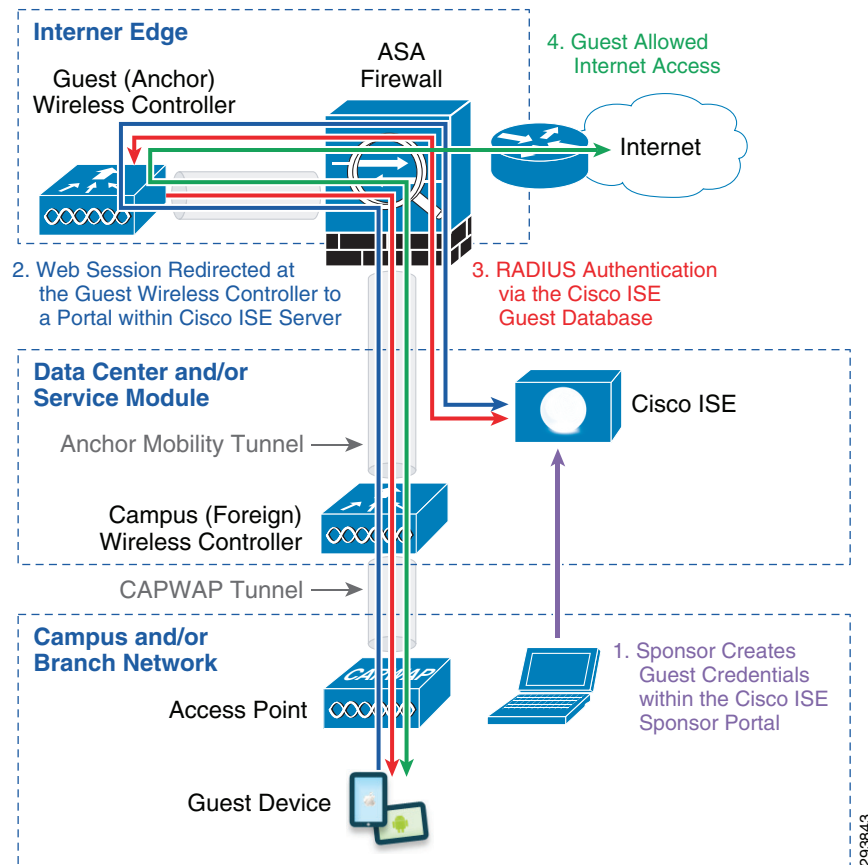 Interner Edge
Guest (Anchor)
Wireless Controller
ASA
Firewall
4. Guest Allowed
Internet Access
Internet
2. Web Session Redirected at
the Guest Wireless Controller to
a Portal within Cisco ISE Server
3. RADIUS Authentication
via the Cisco ISE
Guest Database
Data Center and/or
Service Module
Cisco ISE
Anchor Mobility Tunnel
Campus (Foreign)
Wireless Controller
CAPWAP Tunnel
Campus and/or
Branch Network
CAPWAP
Access Point
1. Sponsor Creates
Guest Credentials
within the Cisco ISE
Sponsor Portal
Guest Device
293843